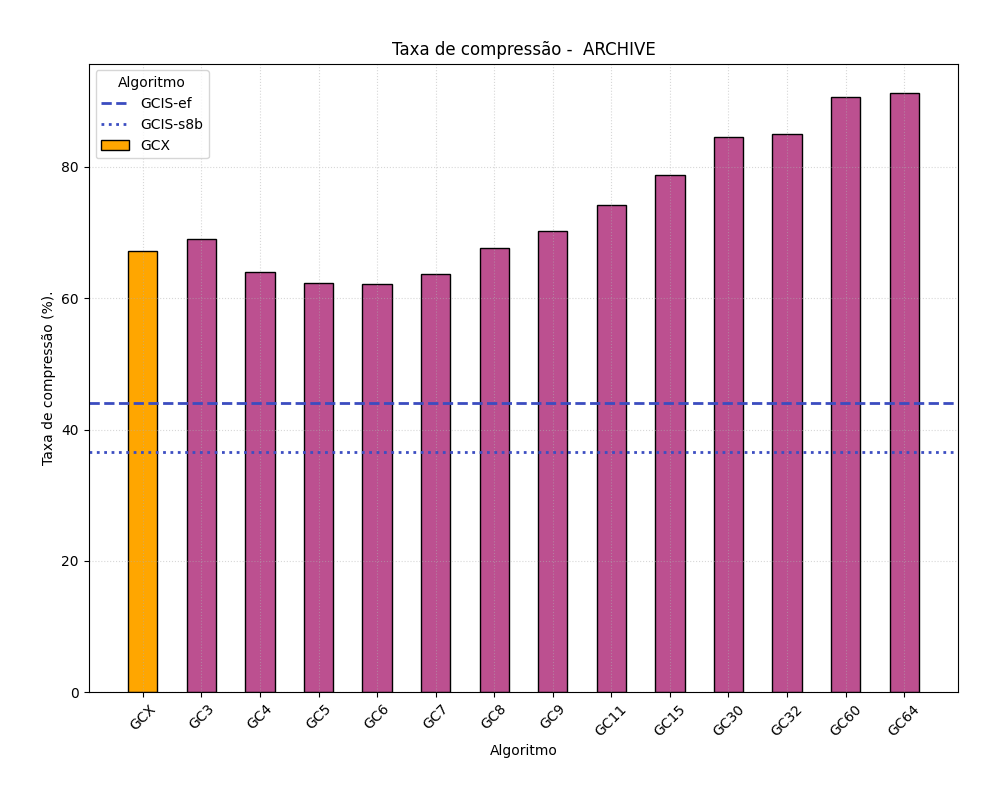 Taxa de compressão -  ARCHIVE
Algoritmo
GCIS-ef
GCIS-s8b
GCX
Taxa de compressão (%).
80
60
40
20
0
GCX GC3 GC4 GC5 GC6 GC7 GC8 GC9 GC11 GC15 GC30 GC32 GC60 GC64
Algoritmo